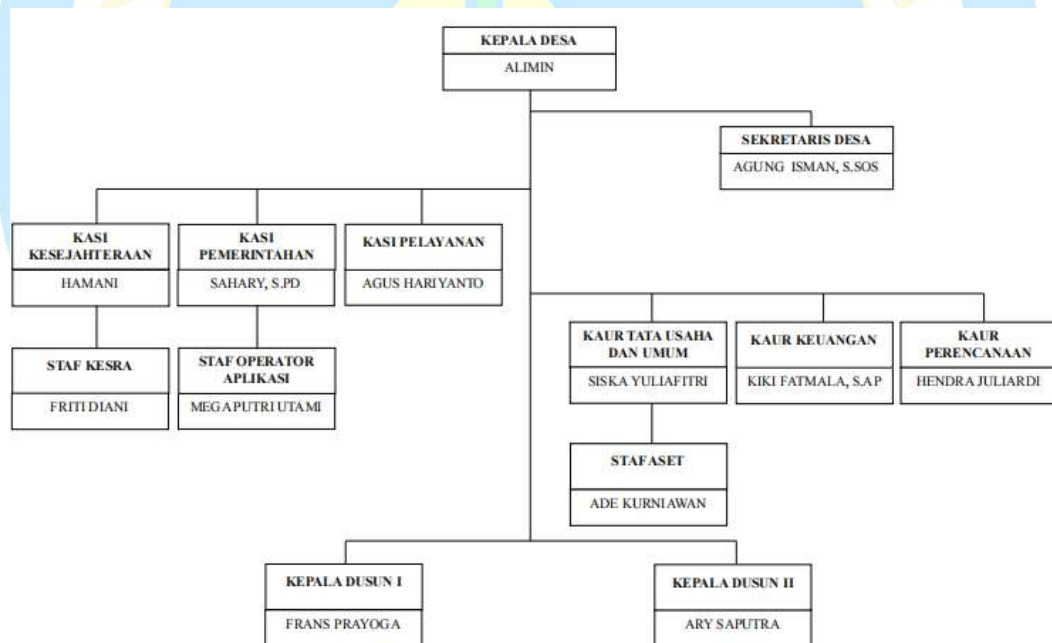 KEPALA DESA
ALIMIN
SEKRETARIS DESA
AGUNG ISMAN, S.SOS
KASI
KESEJAHTERAAN
HAMANI
KASI
PEMERINTAHAN
SAHARY, S.PD
KASI PELAYANAN
AGUS HARIYANTO
STAF KESRA
FRITI DIANI
STAF OPERATOR
APLIKASI
MEGA PUTRI UTAMI
KAUR TATA USAHA
DAN UMUM
SISKA YULIAFITRI
KAUR KEUANGAN
KIKI FATMALA, S.AP
KAUR
PERENCANAAN
HENDRA JULIARDI
STAF ASET
ADE KURNIAWAN
KEPALA DUSUN I
FRANS PRAYOGA
KEPALA DUSUN II
ARY SAPUTRA